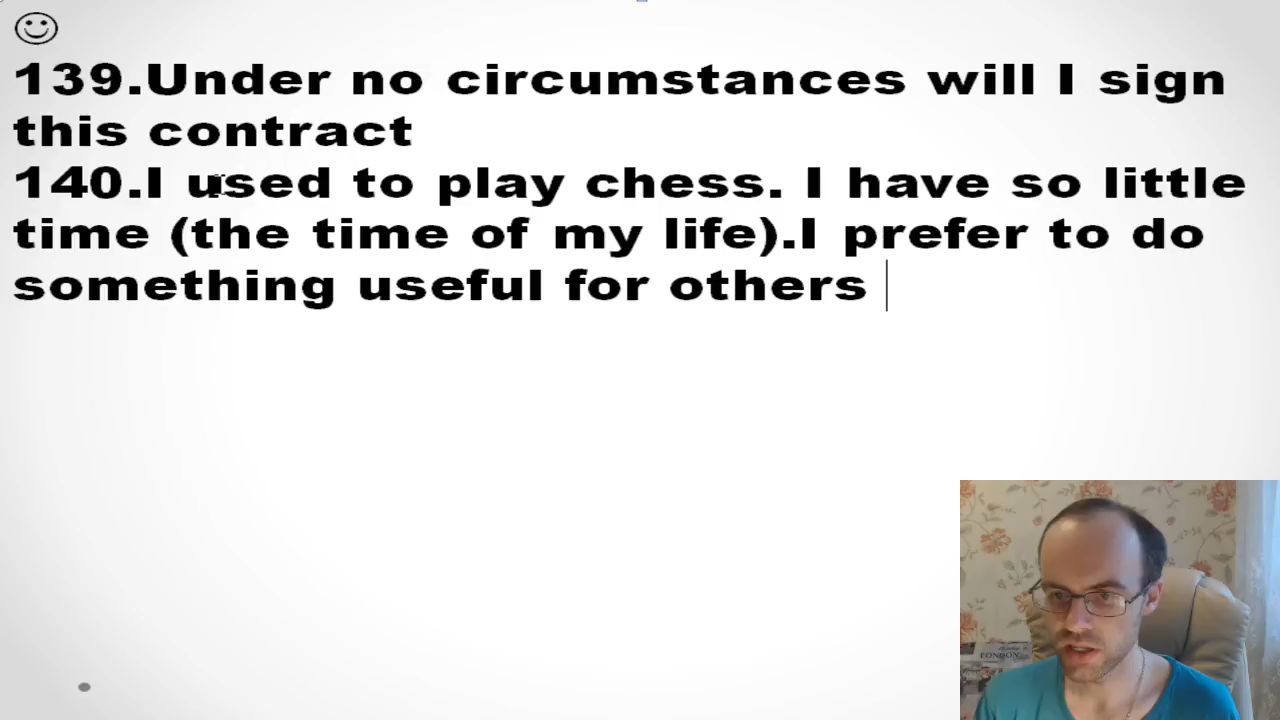 139.Under no circumstances will I sign
this contract
140.I used to play chess. I have so little
time (the time of my life).I prefer to do
something useful for others
LONDON